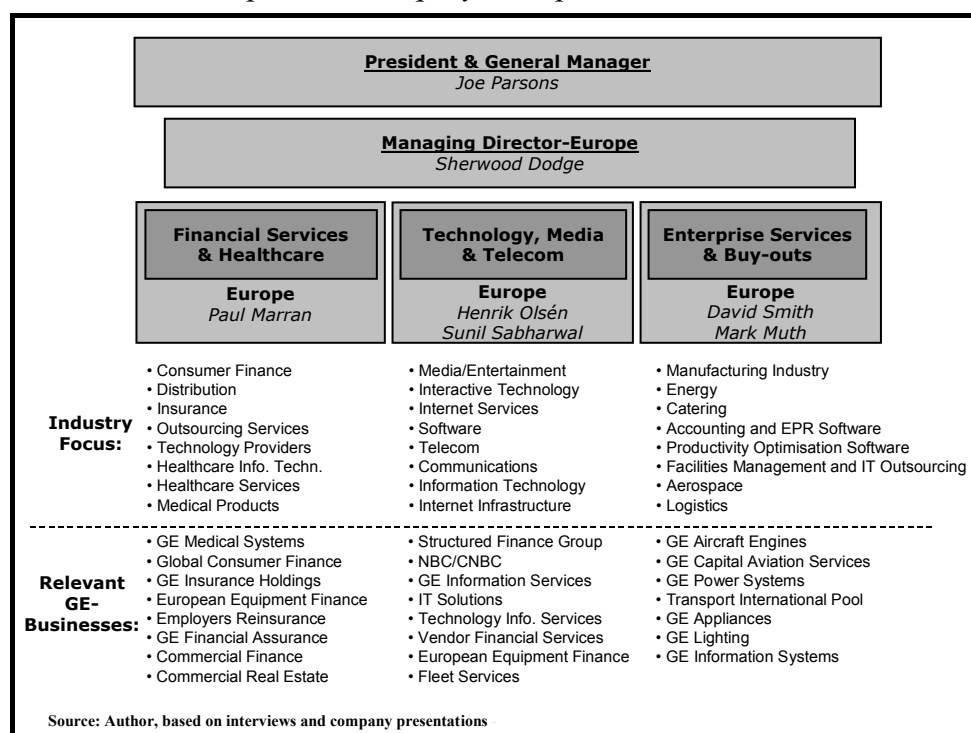 President & General Manager
Joe Parsons
Managing Director-Europe
Sherwood Dodge
Financial Services
& Healthcare
Europe
Paul Marran
Technology, Media
& Telecom
Europe
Henrik Olsén
Sunil Sabharwal
Enterprise Services
& Buy-outs
Europe
David Smith
Mark Muth
Industry
Focus:
• Consumer Finance
• Distribution
• Insurance
• Outsourcing Services
• Technology Providers
• Healthcare Info. Techn.
• Healthcare Services
• Medical Products
• Media/Entertainment
• Interactive Technology
• Internet Services
• Software
• Telecom
• Communications
• Information Technology
• Internet Infrastructure
• Manufacturing Industry
• Energy
• Catering
• Accounting and EPR Software
• Productivity Optimisation Software
• Facilities Management and IT Outsourcing
• Aerospace
• Logistics
Relevant
GE-
Businesses:
• GE Medical Systems
• Global Consumer Finance
• GE Insurance Holdings
• European Equipment Finance
• Employers Reinsurance
• GE Financial Assurance
• Commercial Finance
• Commercial Real Estate
• Structured Finance Group
• NBC/CNBC
• GE Information Services
• IT Solutions
• Technology Info. Services
• Vendor Financial Services
• European Equipment Finance
• Fleet Services
• GE Aircraft Engines
• GE Capital Aviation Services
• GE Power Systems
• Transport International Pool
• GE Appliances
• GE Lighting
• GE Information Systems
Source: Author, based on interviews and company presentations